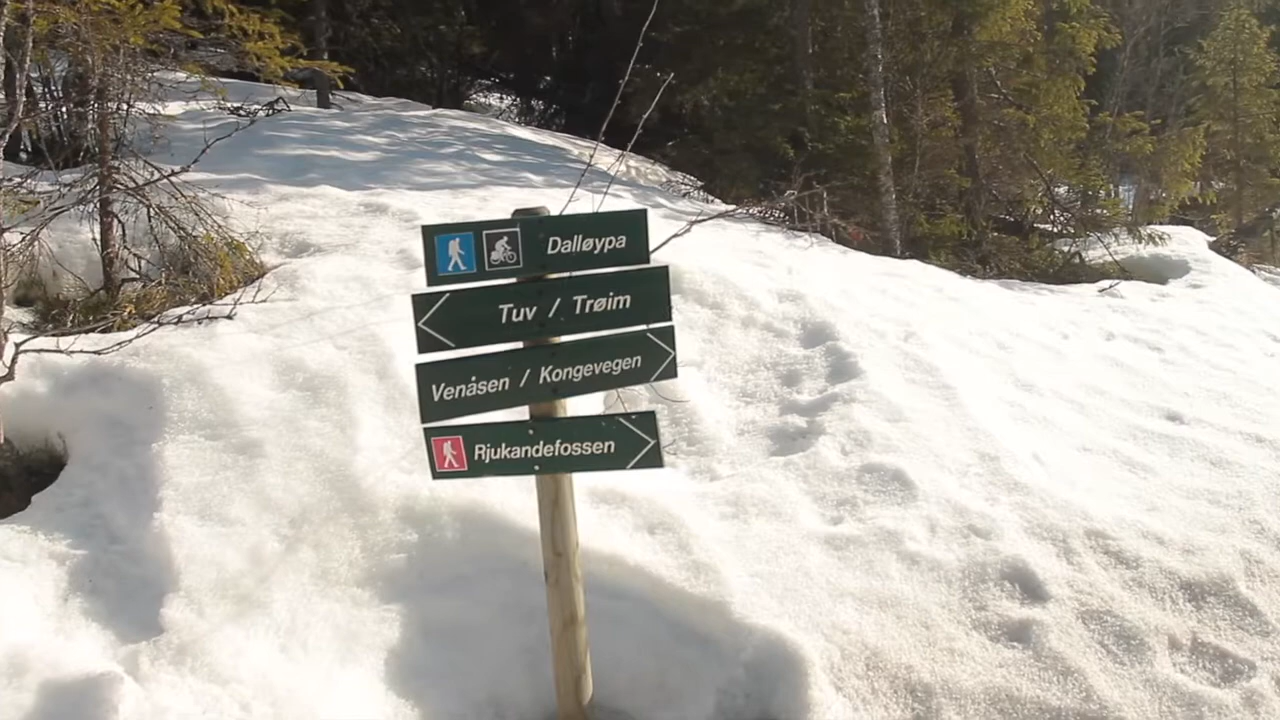 Dalløypa
Tuv / Trøim
Venåsen / Kongevegen
Rjukandefossen